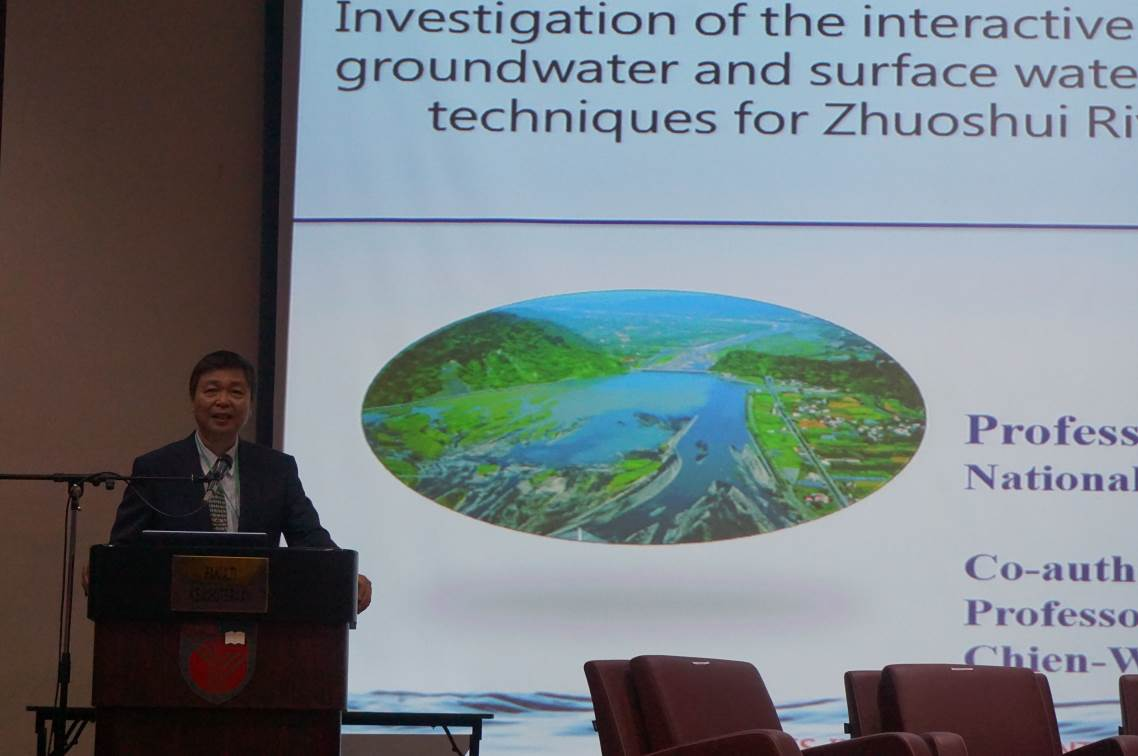 Investigation of the interactive
groundwater and surface wate
techniques for Zhuoshui Ri
Profess
National
Co-auth
Professo
Chien-W